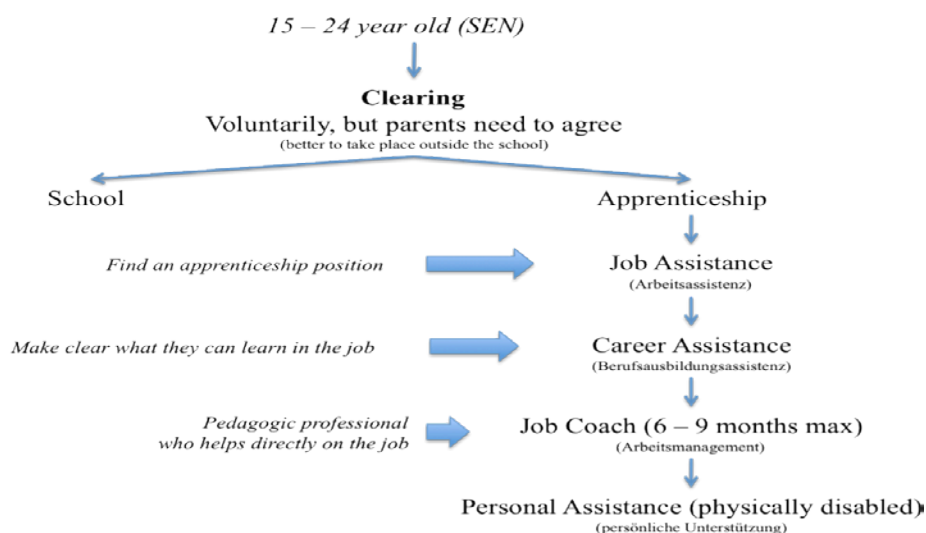 15 – 24 year old (SEN)
Clearing
Voluntarily, but parents need to agree
(better to take place outside the school)
School
Apprenticeship
Find an apprenticeship position
Job Assistance
(Arbeitsassistenz)
Make clear what they can learn in the job
Career Assistance
(Berufsausbildungsassistenz)
Pedagogic professional
who helps directly on the job
Job Coach (6 – 9 months max)
(Arbeitsmanagement)
Personal Assistance (physically disabled)
(persönliche Unterstützung)